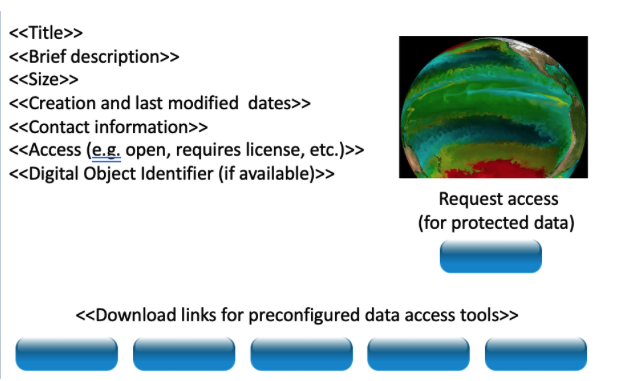 <<Title>>
<<Brief description>>
<<Size>>
<<Creation and last modified  dates>>
<<Contact information>>
<<Access (e.g. open, requires license, etc.)>>
<<Digital Object Identifier (if available)>>
Request access
(for protected data)
<<Download links for preconfigured data access tools>>